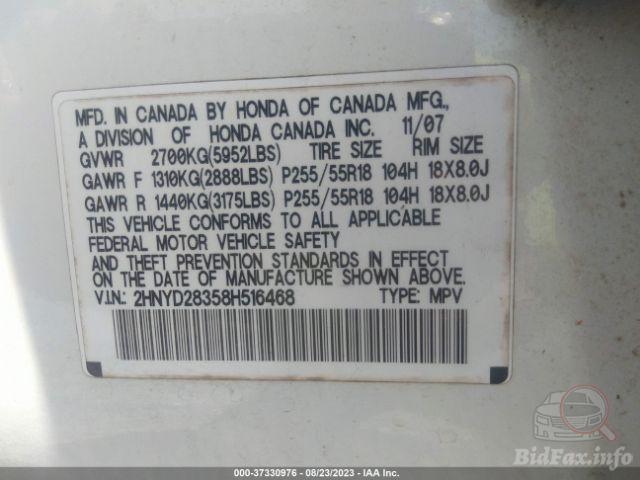 MFD. IN CANADA BY HONDA OF CANADA MFG.,
A DIVISION OF HONDA CANADA INC. 11/07
GVWR 2700KG(5952LBS) TIRE SIZE RIM SIZE
GAWR F 1310KG(2888LBS) P255/55R18 104H 18X8.0J
GAWR R 1440KG(3175LBS) P255/55R18 104H 18X8.0J
THIS VEHICLE CONFORMS TO ALL APPLICABLE
FEDERAL MOTOR VEHICLE SAFETY
AND THEFT PREVENTION STANDARDS IN EFFECT
ON THE DATE OF MANUFACTURE SHOWN ABOVE.
V.I.N.: 2HNYD28358H516468 TYPE: MPV
BidFax.info
000-37330976 - 08/23/2023 - IAA Inc.